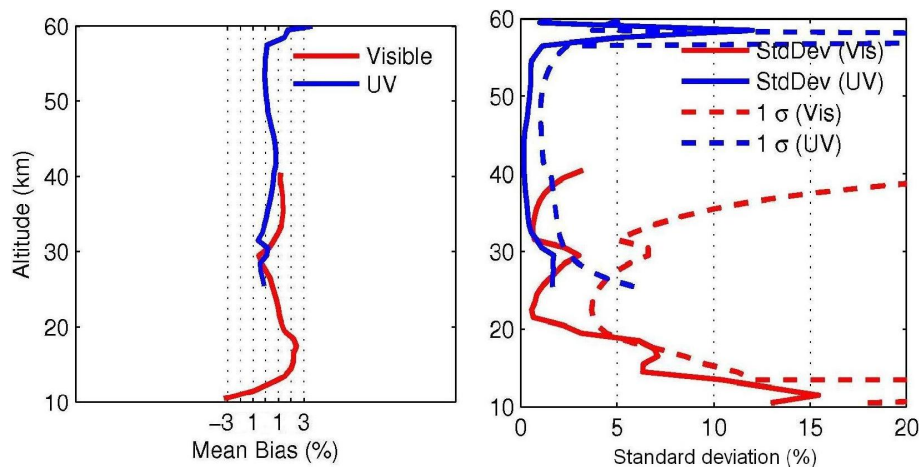 60
50
40
30
20
10
Altitude (km)
Visible
UV
−3 1 1 3
Mean Bias (%)
60
50
40
30
20
10
StdDev (Vis)
StdDev (UV)
1 σ (Vis)
1 σ (UV)
0 5 10 15 20
Standard deviation (%)